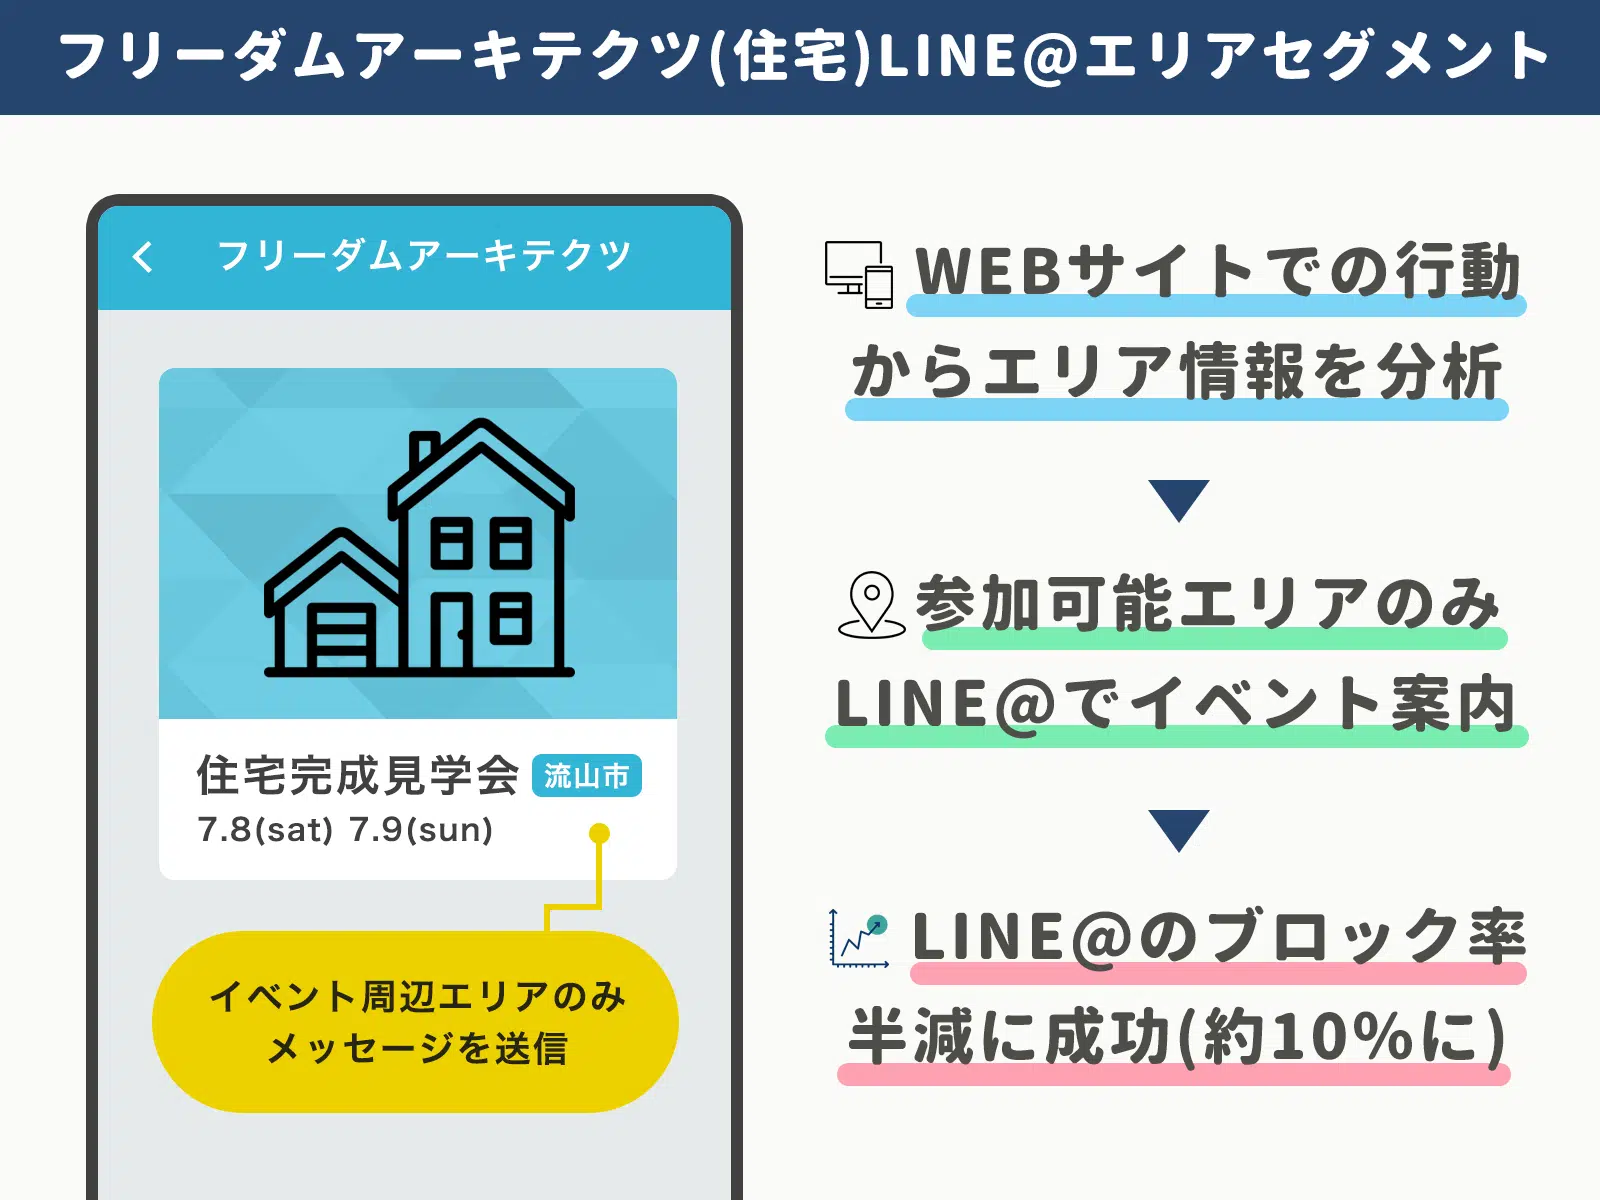 フリーダムアーキテクツ(住宅)LINE@エリアセグメント
フリーダムアーキテクツ
住宅完成見学会 流山市
7.8(sat) 7.9(sun)
イベント周辺エリアのみ
メッセージを送信
WEBサイトでの行動
からエリア情報を分析
参加可能エリアのみ
LINE@でイベント案内
LINE@のブロック率
半減に成功(約10%に)